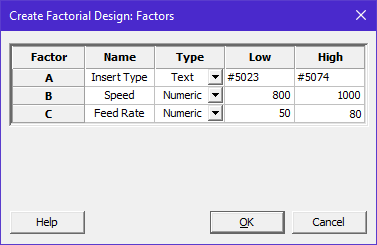 Create Factorial Design: Factors
Factor Name Type Low High
A Insert Type Text #5023 #5074
B Speed Numeric 800 1000
C Feed Rate Numeric 50 80
Help OK Cancel